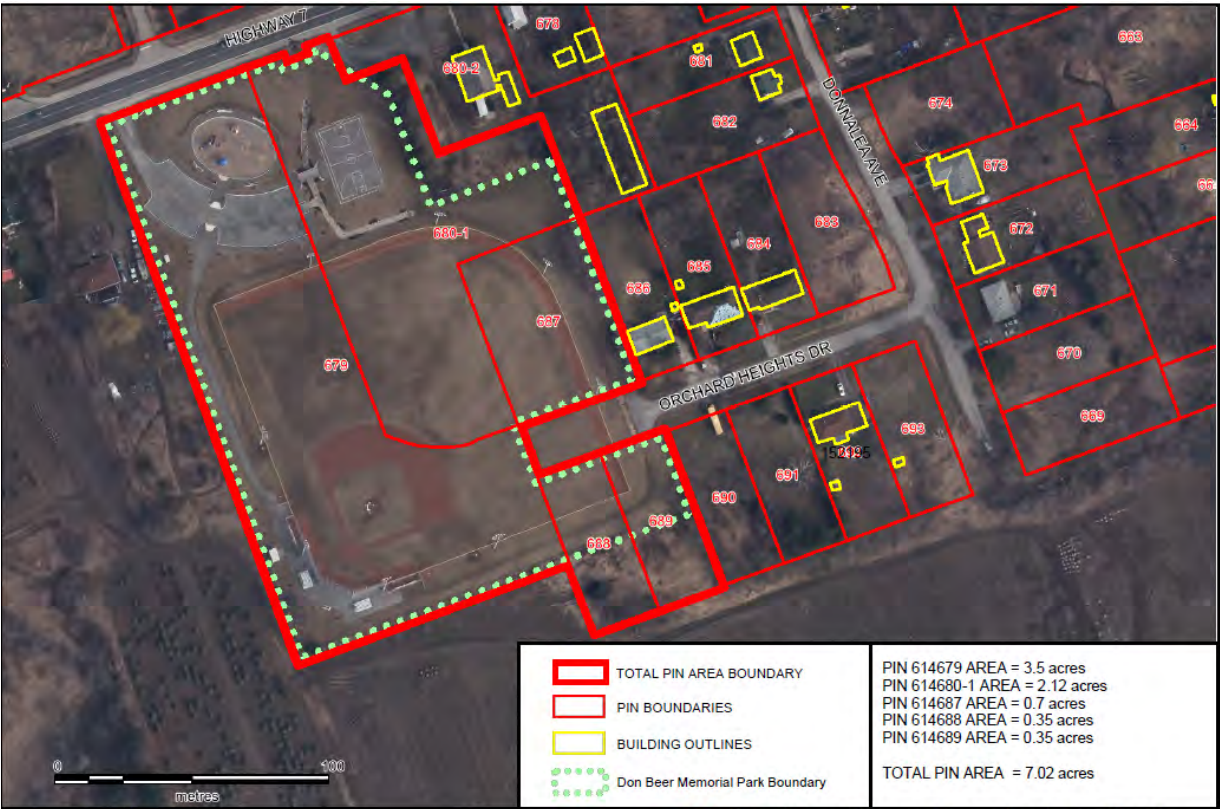 HIGHWAY 7
678
680-2
681
665
674
682
664
DONNALEA AVE
673
683
672
680-1
684
685
686
671
687
670
679
ORCHARD HEIGHTS DR
669
693
691
690
689
688
0 100
metres
TOTAL PIN AREA BOUNDARY
PIN BOUNDARIES
BUILDING OUTLINES
Don Beer Memorial Park Boundary
PIN 614679 AREA = 3.5 acres
PIN 614680-1 AREA = 2.12 acres
PIN 614687 AREA = 0.7 acres
PIN 614688 AREA = 0.35 acres
PIN 614689 AREA = 0.35 acres
TOTAL PIN AREA = 7.02 acres